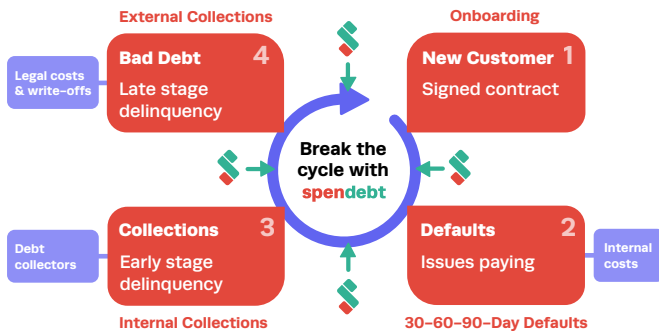 External Collections
Onboarding
Legal costs
& write-offs
Bad Debt 4
Late stage
delinquency
New Customer 1
Signed contract
Break the
cycle with
spendebt
Debt
collectors
Collections 3
Early stage
delinquency
Defaults 2
Issues paying
Internal
costs
Internal Collections
30-60-90-Day Defaults